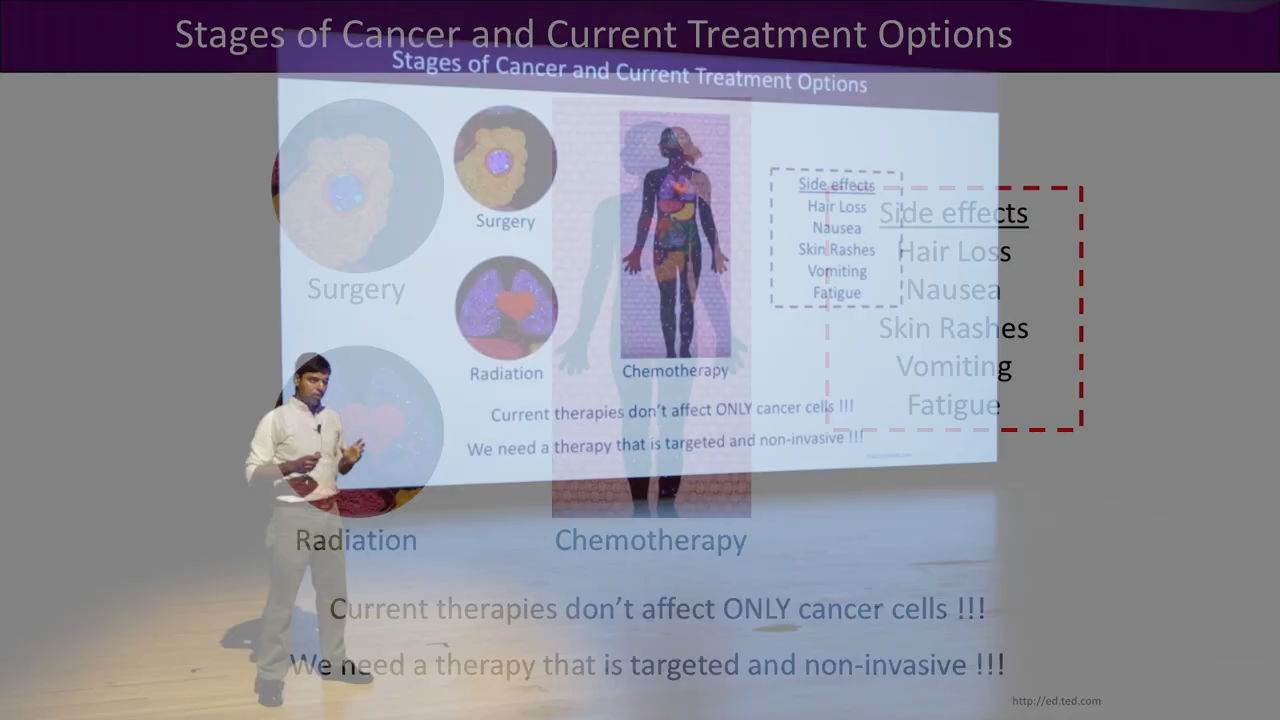 Stages of Cancer and Current Treatment Options
Stages of Cancer and Current Treatment Options
Surgery
Radiation
Chemotherapy
Side effects
Hair Loss
Nausea
Skin Rashes
Vomiting
Fatigue
Current therapies don't affect ONLY cancer cells !!!
We need a therapy that is targeted and non-invasive !!!
Surgery
Radiation
Chemotherapy
Side effects
Hair Loss
Nausea
Skin Rashes
Vomiting
Fatigue
Current therapies don't affect ONLY cancer cells !!!
We need a therapy that is targeted and non-invasive !!!
http://ed.ted.com